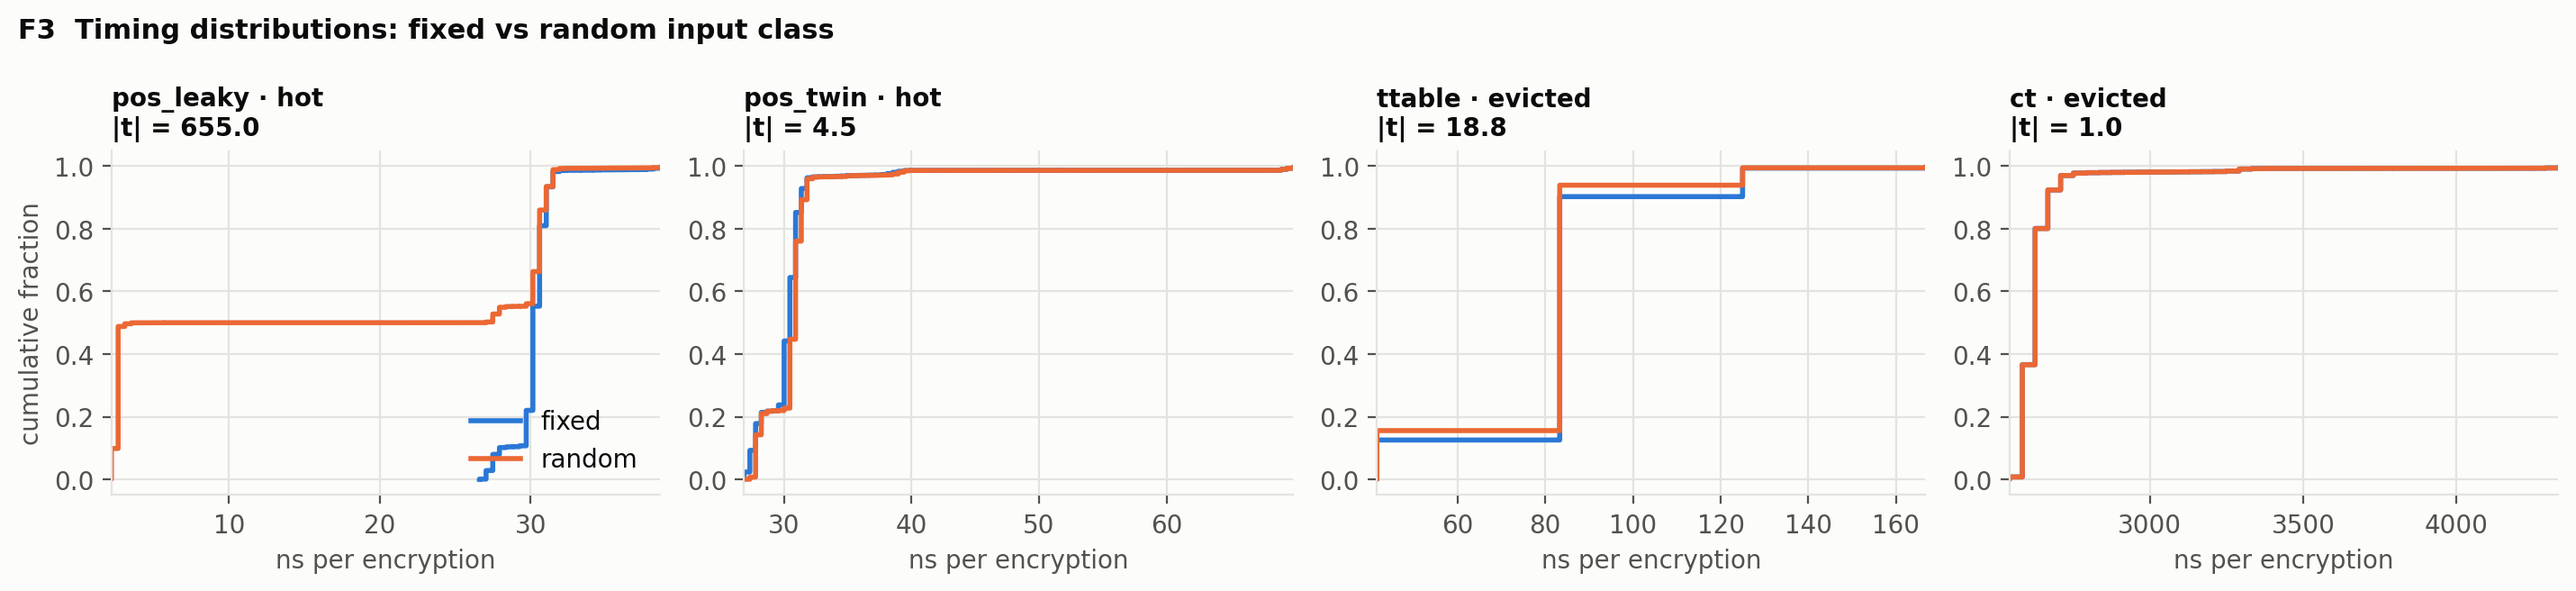 F3  Timing distributions: fixed vs random input class
pos_leaky · hot
|t| = 655.0
cumulative fraction
1.0
0.8
0.6
0.4
0.2
0.0
fixed
random
10
20
30
ns per encryption
pos_twin · hot
|t| = 4.5
1.0
0.8
0.6
0.4
0.2
0.0
30
40
50
60
ns per encryption
ttable · evicted
|t| = 18.8
1.0
0.8
0.6
0.4
0.2
0.0
60
80
100
120
140
160
ns per encryption
ct · evicted
|t| = 1.0
1.0
0.8
0.6
0.4
0.2
0.0
3000
3500
4000
ns per encryption